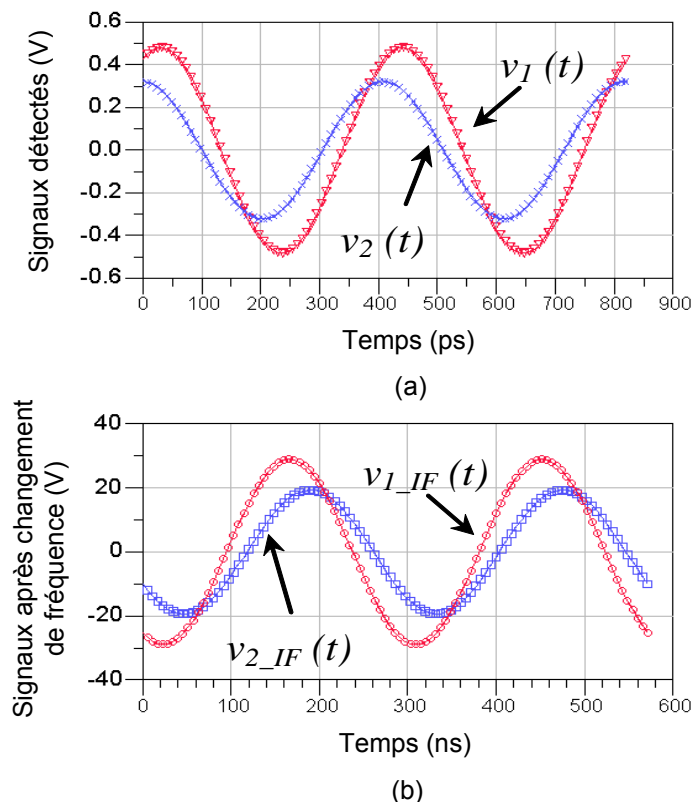 0.6
0.4
0.2
0.0
-0.2
-0.4
-0.6
Signaux détectés (V)
v1 (t)
v2 (t)
0 100 200 300 400 500 600 700 800 900
Temps (ps)
(a)
40
20
0
-20
-40
Signaux après changement
de fréquence (V)
v1_IF (t)
v2_IF (t)
0 100 200 300 400 500 600
Temps (ns)
(b)